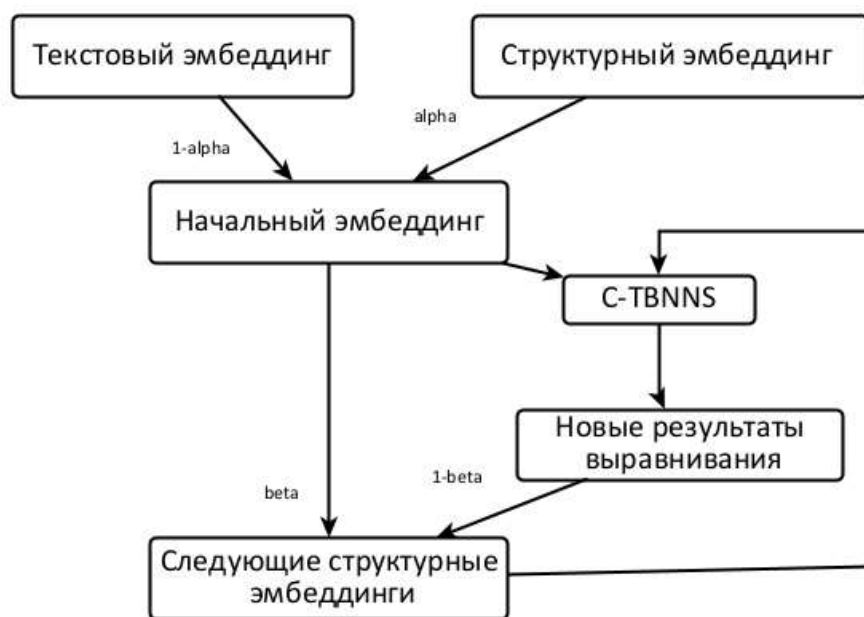 Текстовый эмбеддинг
Структурный эмбеддинг
alpha
1-alpha
Начальный эмбеддинг
C-TBNNS
Новые результаты
выравнивания
1-beta
beta
Следующие структурные
эмбеддинги